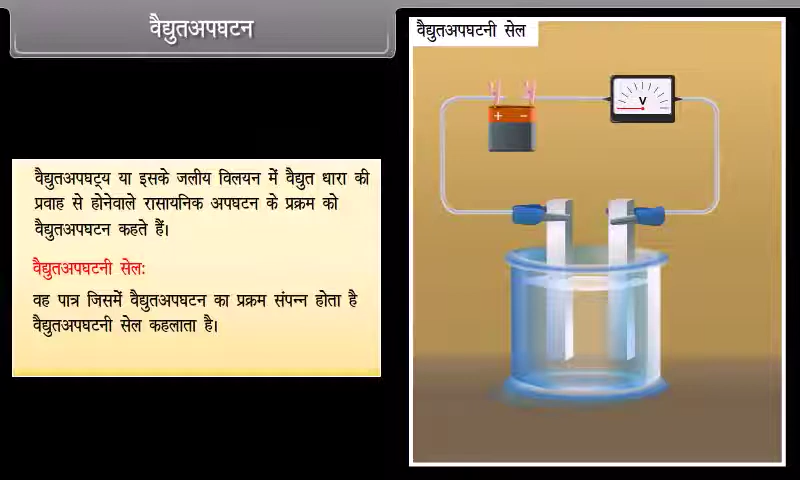 वैद्युतअपघटन
वैद्युतअपघट्य या इसके जलीय विलयन में वैद्युत धारा की
प्रवाह से होनेवाले रासायनिक अपघटन के प्रक्रम को
वैद्युतअपघटन कहते हैं।
वैद्युतअपघटनी सेल:
वह पात्र जिसमें वैद्युतअपघटन का प्रक्रम संपन्न होता है
वैद्युतअपघटनी सेल कहलाता है।
वैद्युतअपघटनी सेल
+ −
V